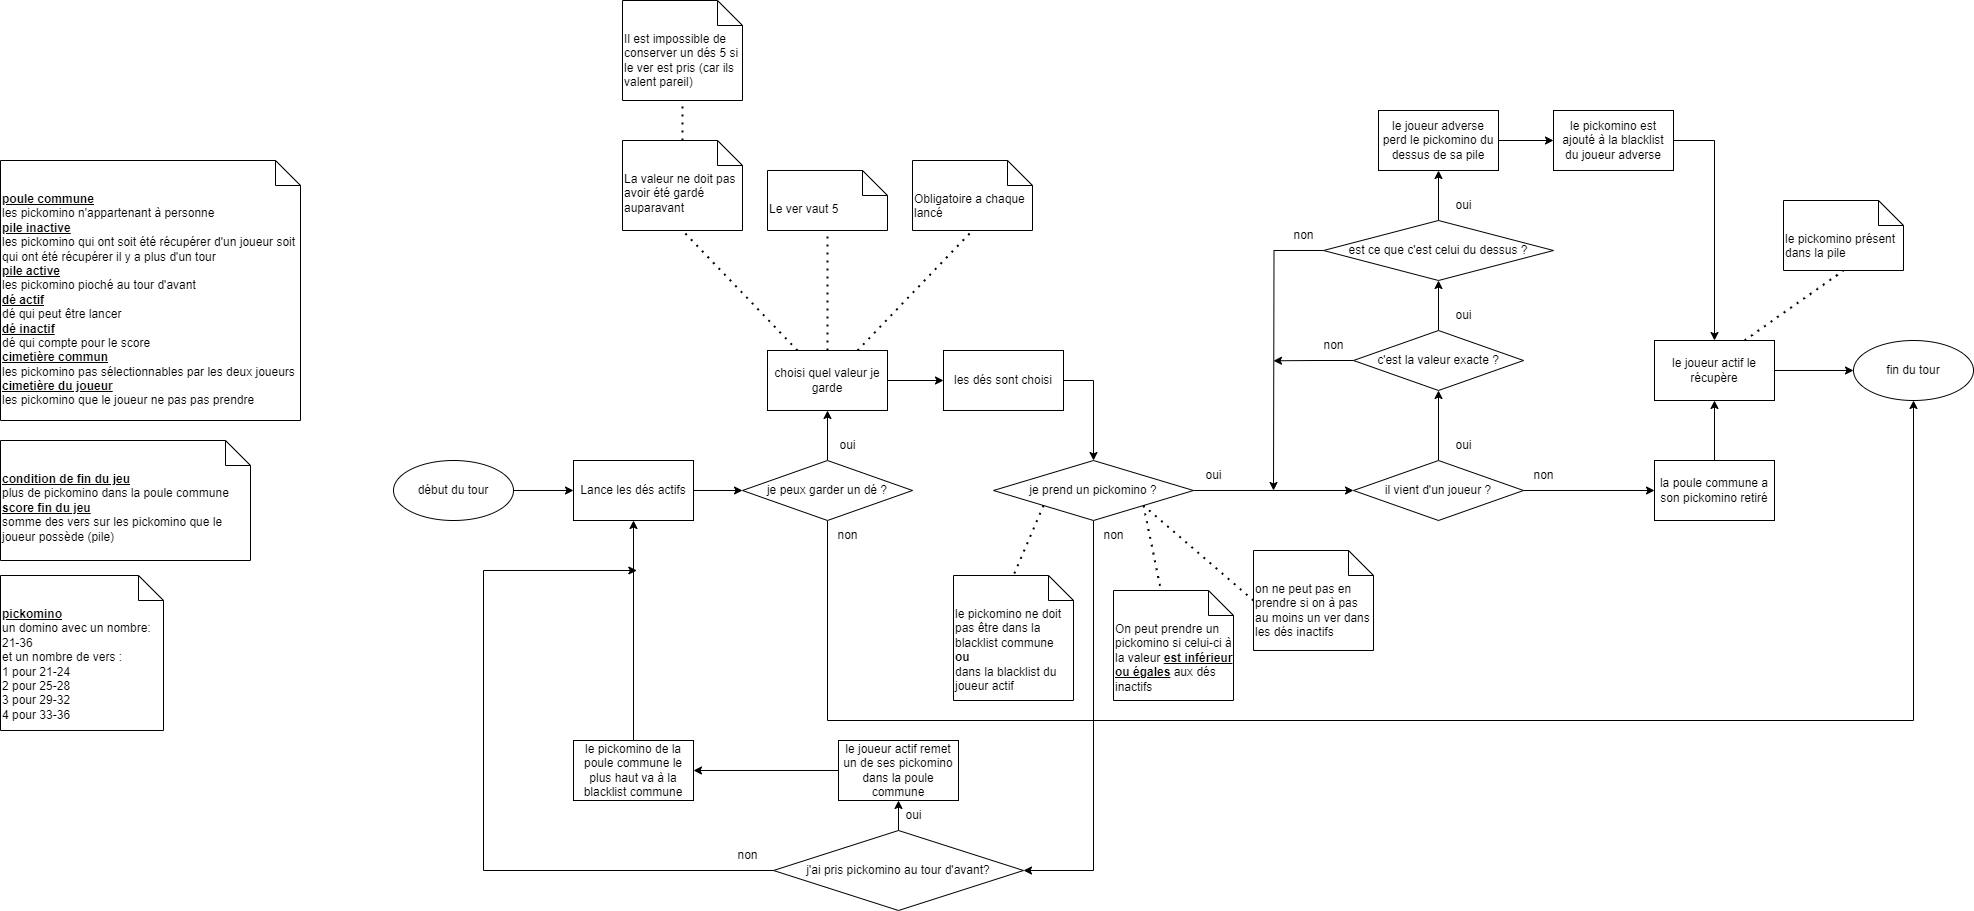 Il est impossible de
conserver un dés 5 si
le ver est pris (car ils
valent pareil)
La valeur ne doit pas
avoir été gardé
auparavant
Le ver vaut 5
Obligatoire a chaque
lancé
poule commune
les pickomino n'appartenant à personne
pile inactive
les pickomino qui ont soit été récupérer d'un joueur soit
qui ont été récupérer il y a plus d'un tour
pile active
les pickomino pioché au tour d'avant
dé actif
dé qui peut être lancer
dé inactif
dé qui compte pour le score
cimetière commun
les pickomino pas sélectionnables par les deux joueurs
cimetière du joueur
les pickomino que le joueur ne pas pas prendre
condition de fin du jeu
plus de pickomino dans la poule commune
score fin du jeu
somme des vers sur les pickomino que le
joueur possède (pile)
pickomino
un domino avec un nombre:
21-36
et un nombre de vers :
1 pour 21-24
2 pour 25-28
3 pour 29-32
4 pour 33-36
début du tour
Lance les dés actifs
je peux garder un dé ?
oui
non
choisi quel valeur je
garde
les dés sont choisi
je prend un pickomino ?
oui
non
le pickomino ne doit
pas être dans la
blacklist commune
ou
dans la blacklist du
joueur actif
On peut prendre un
pickomino si celui-ci à
la valeur est inférieur
ou égales aux dés
inactifs
on ne peut pas en
prendre si on à pas
au moins un ver dans
les dés inactifs
il vient d'un joueur ?
oui
non
c'est la valeur exacte ?
oui
non
est ce que c'est celui du dessus ?
oui
non
le joueur adverse
perd le pickomino du
dessus de sa pile
le pickomino est
ajouté à la blacklist
du joueur adverse
le pickomino présent
dans la pile
le joueur actif le
récupère
la poule commune a
son pickomino retiré
fin du tour
j'ai pris pickomino au tour d'avant?
oui
non
le joueur actif remet
un de ses pickomino
dans la poule
commune
le pickomino de la
poule commune le
plus haut va à la
blacklist commune